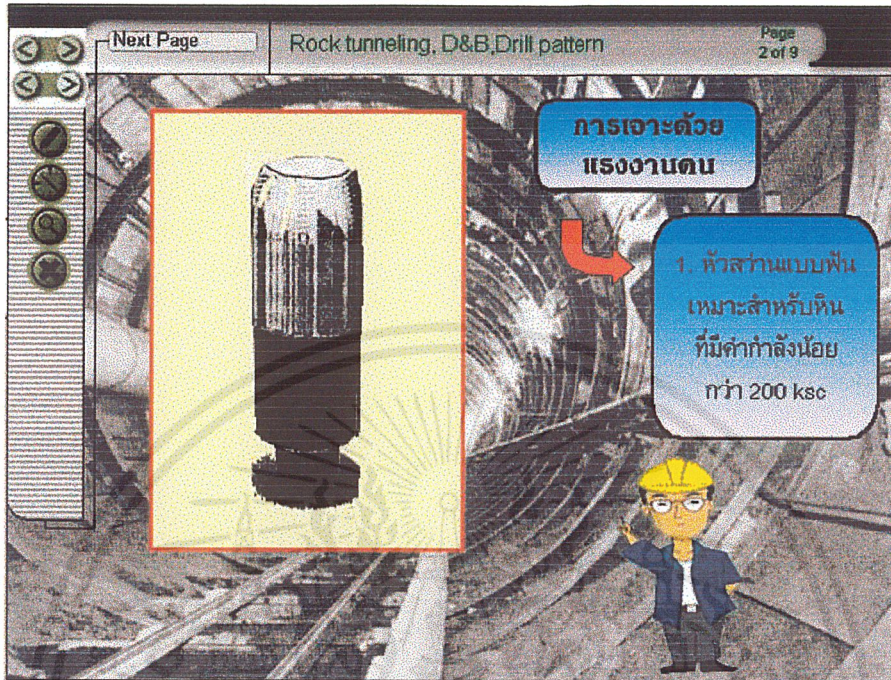 Next Page
Rock tunneling, D&B,Drill pattern
Page
2 of 9
การเจาะด้วย
แรงงานคน
1. หัวสว่านแบบฟัน
เหมาะสำหรับหิน
ที่มีค่ากำลังน้อย
กว่า 200 ksc